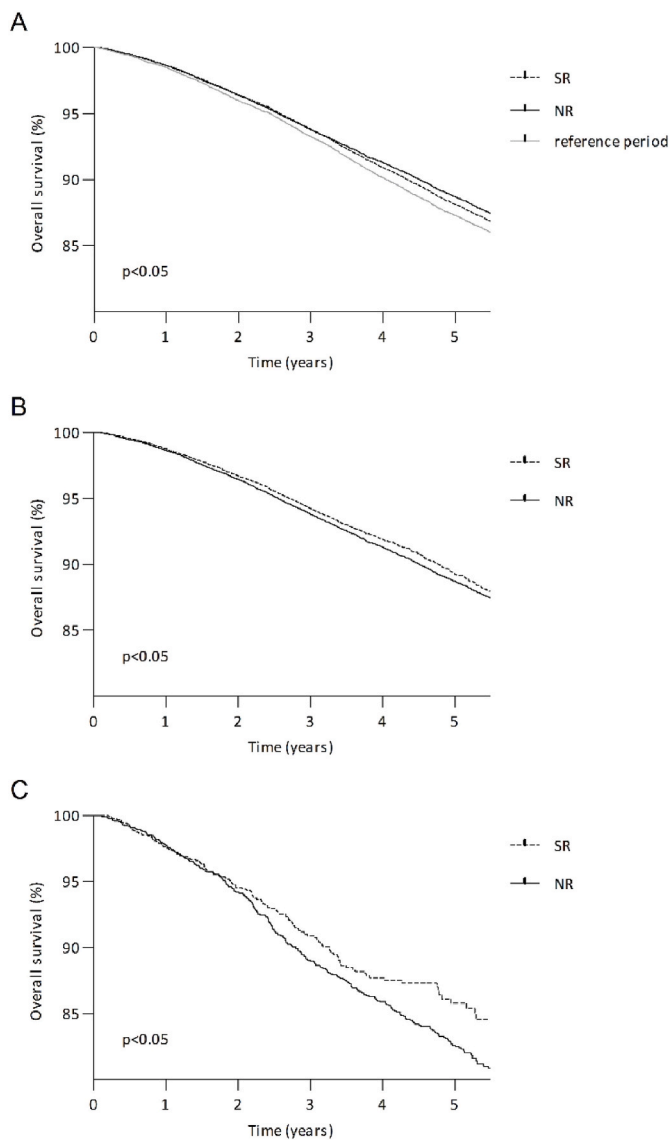 A
100
95
90
85
Overall survival (%)
p<0.05
0 1 2 3 4 5
Time (years)
SR
NR
reference period
B
100
95
90
85
Overall survival (%)
p<0.05
0 1 2 3 4 5
Time (years)
SR
NR
C
100
95
90
85
Overall survival (%)
p<0.05
0 1 2 3 4 5
Time (years)
SR
NR